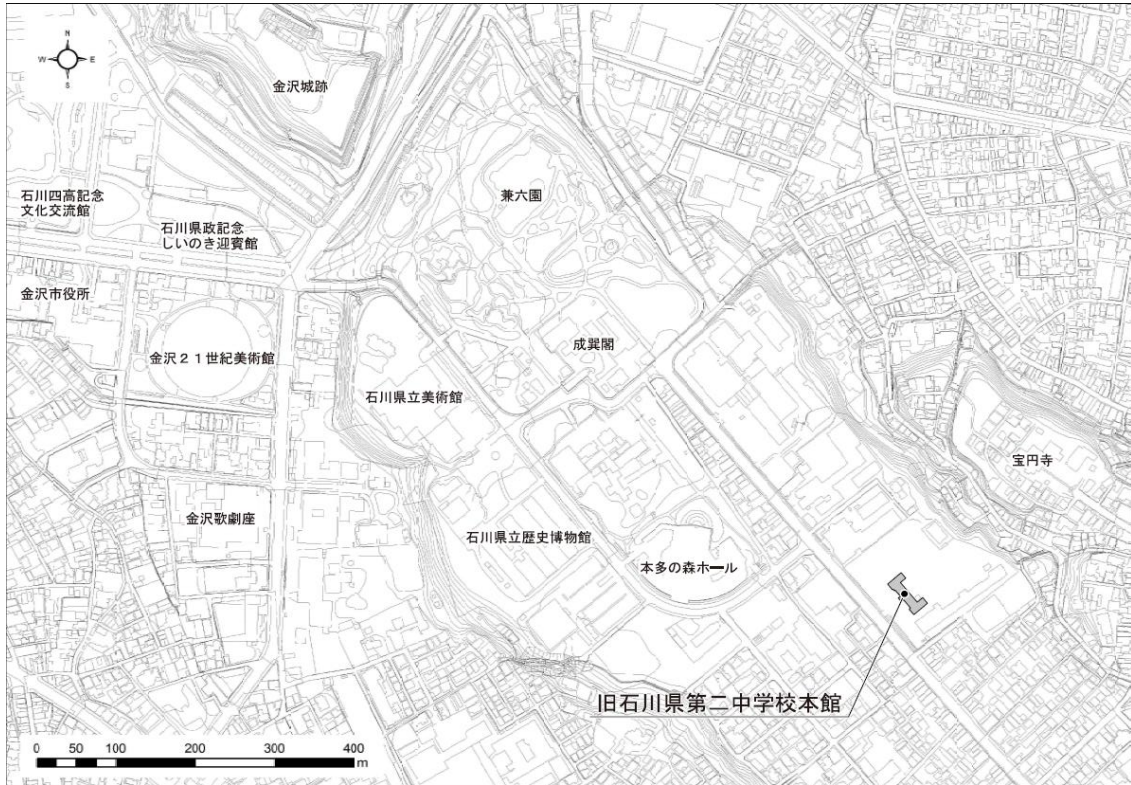 N
W E
S
金沢城跡
兼六園
石川四高記念
文化交流館
石川県政記念
しいのき迎賓館
金沢市役所
金沢２１世紀美術館
成巽閣
石川県立美術館
宝円寺
金沢歌劇座
石川県立歴史博物館
本多の森ホール
旧石川県第二中学校本館
0 50 100 200 300 400
m